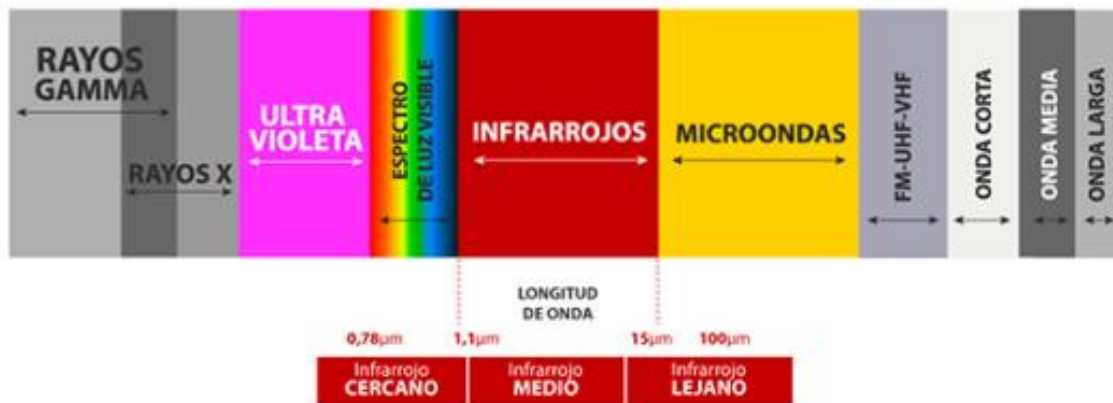 RAYOS
GAMMA
RAYOS X
ULTRA
VIOLETA
ESPECTRO
DE LUZ VISIBLE
INFRARROJOS
MICROONDAS
FM-UHF-VHF
ONDA CORTA
ONDA MEDIA
ONDA LARGA
LONGITUD
DE ONDA
0,78µm 1,1µm 15µm 100µm
Infrarrojo
CERCANO
Infrarrojo
MEDIO
Infrarrojo
LEJANO